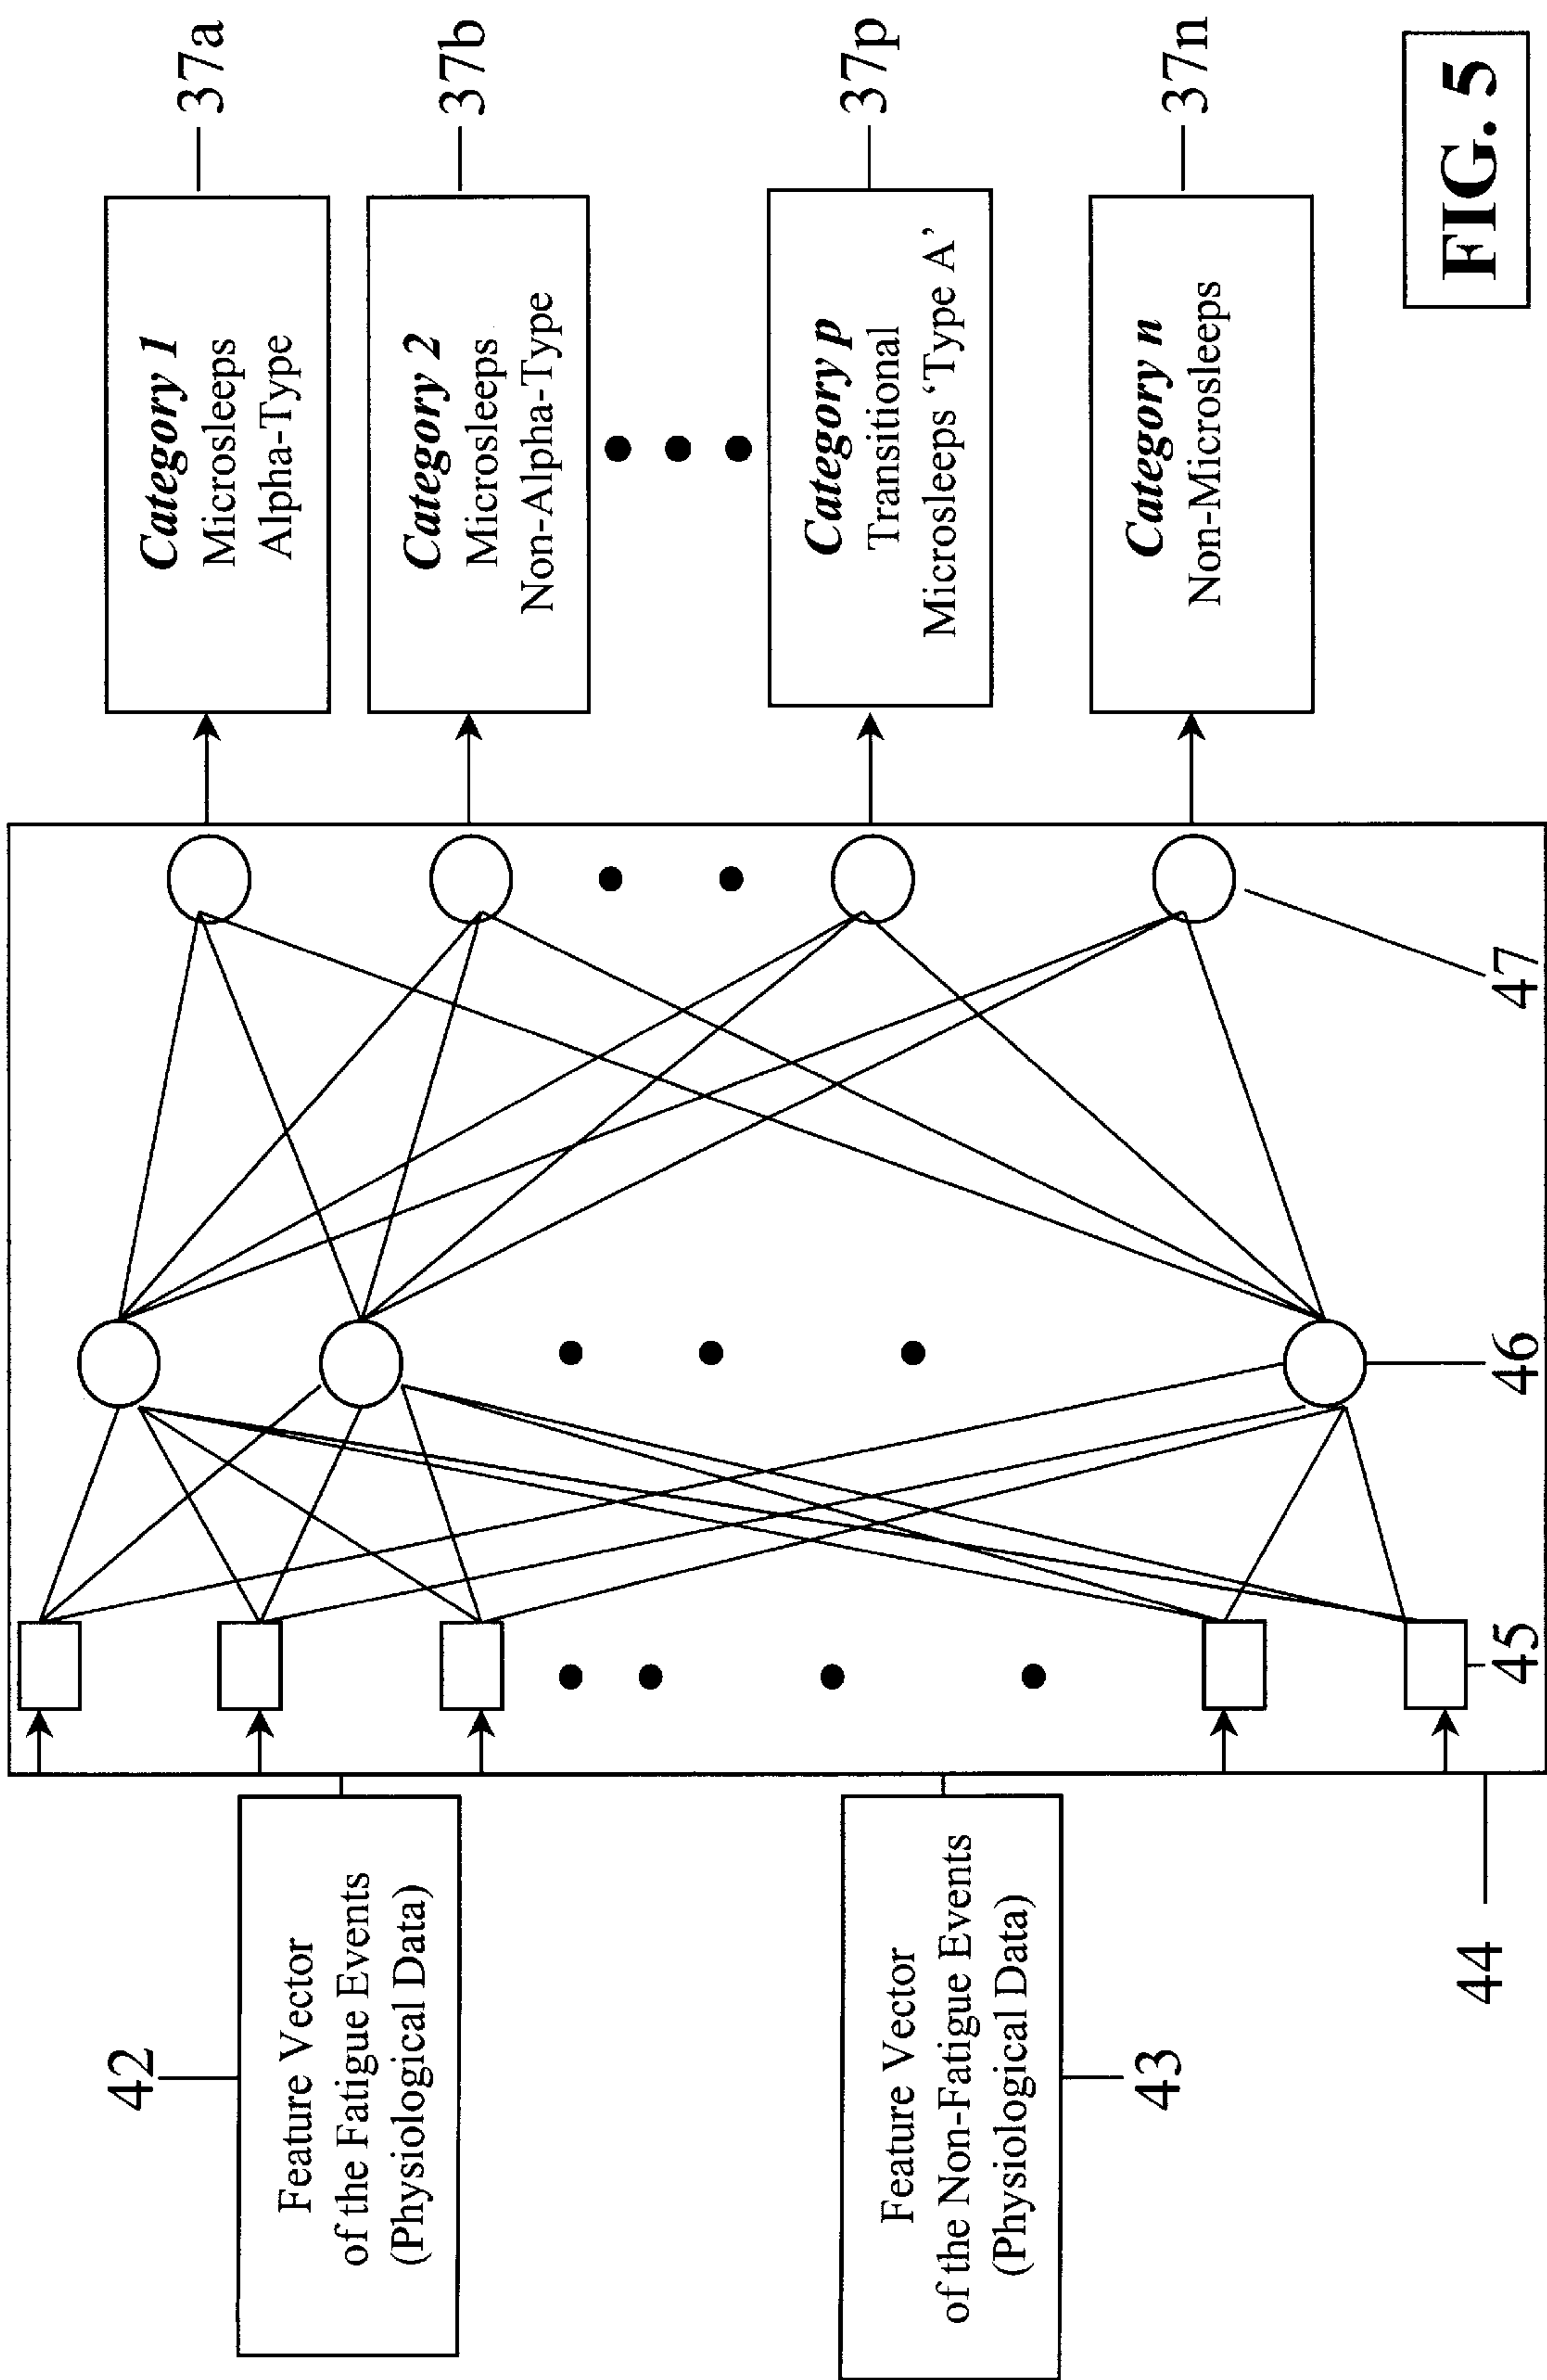 42
Feature Vector
of the Fatigue Events
(Physiological Data)
Feature Vector
of the Non-Fatigue Events
(Physiological Data)
43
44
45
46
47
Category 1
Microsleeps
Alpha-Type
37a
Category 2
Microsleeps
Non-Alpha-Type
37b
Category p
Transitional
Microsleeps ‘Type A’
37p
Category n
Non-Microsleeps
37n
FIG. 5